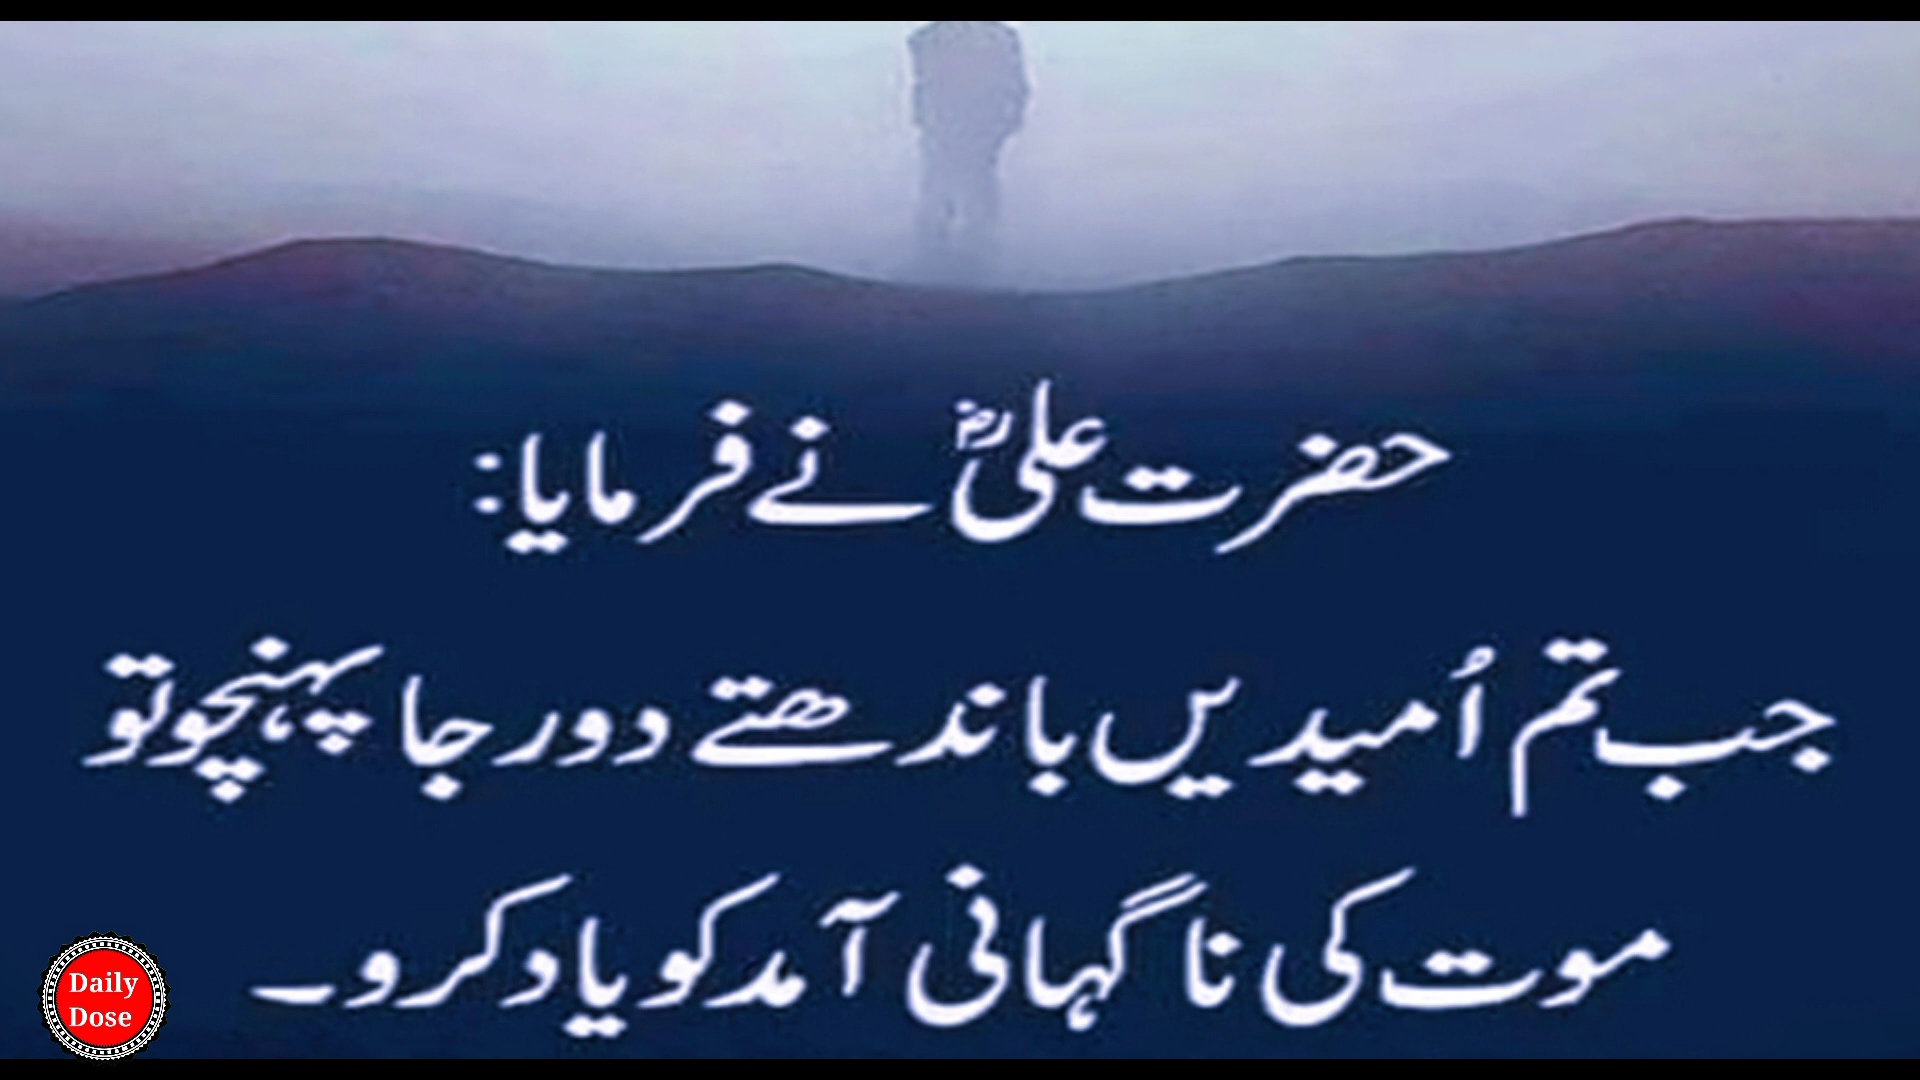 حضرت علیؓ نے فرمایا:
جب تم اُمیدیں باندھتے دور جا پہنچو تو
موت کی ناگہانی آمد کو یاد کرو۔
Daily
Dose